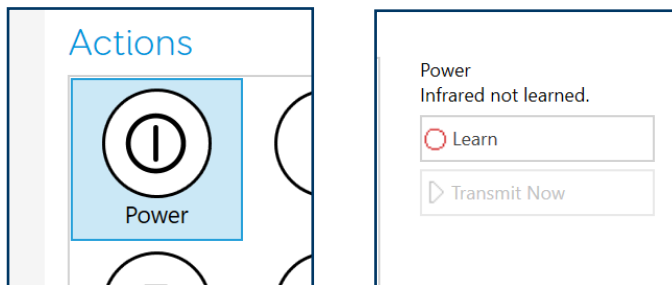 Actions
Power
Power
Infrared not learned.
Learn
Transmit Now